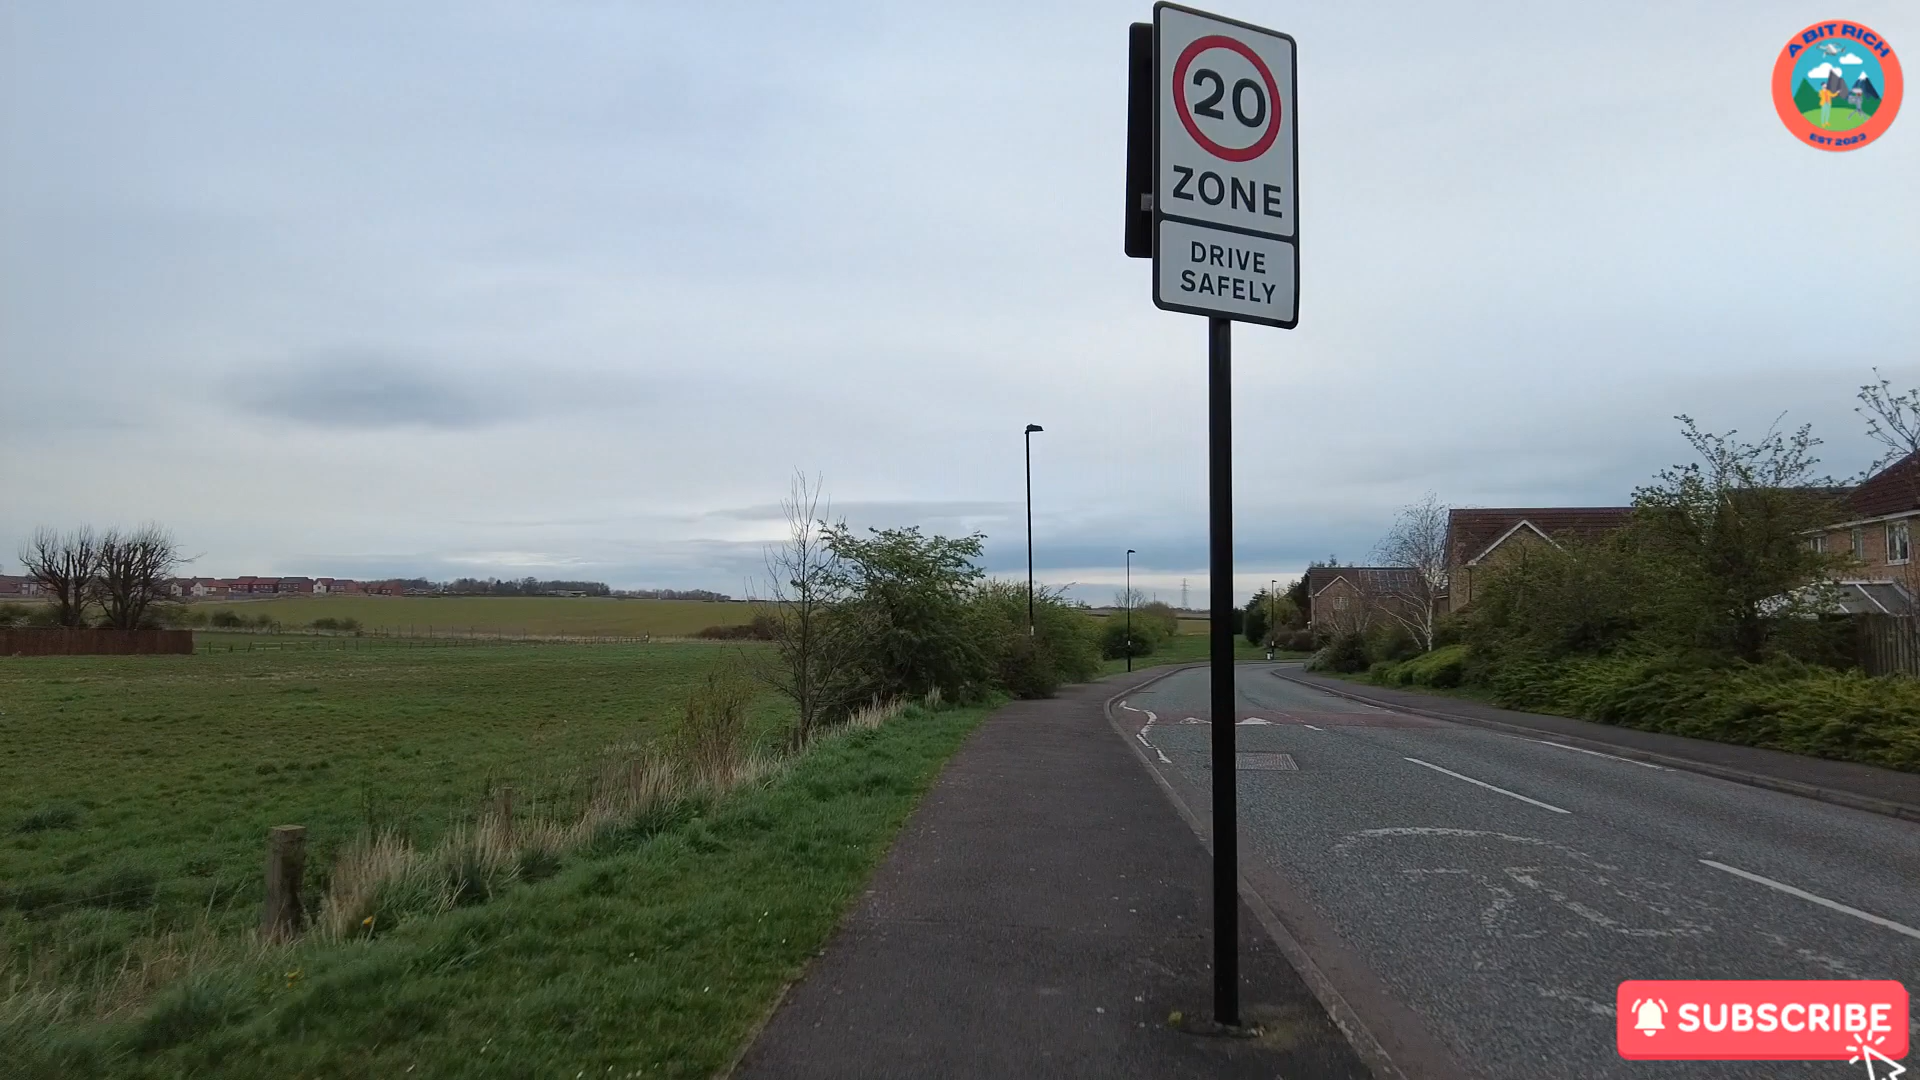 A BIT RICH
EST 2023
20
ZONE
DRIVE
SAFELY
SUBSCRIBE